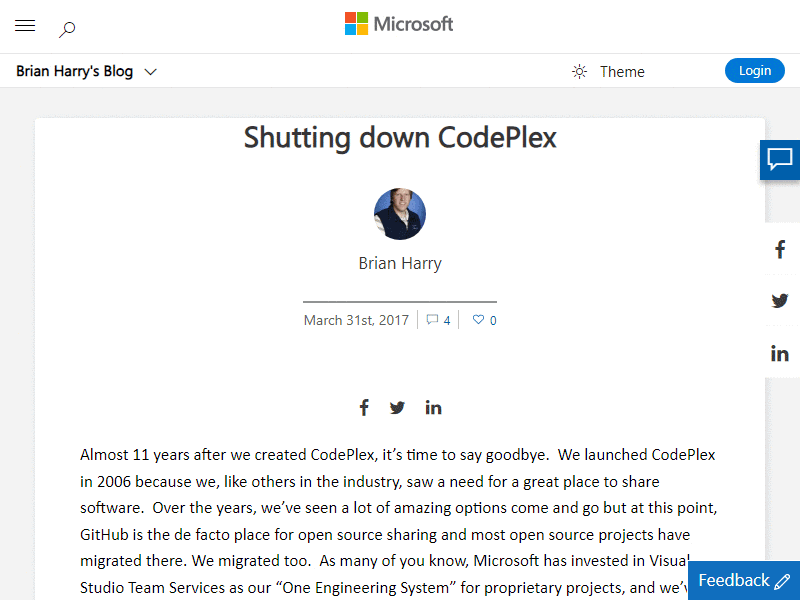 Microsoft
Brian Harry's Blog
Theme
Login
Shutting down CodePlex
Brian Harry
March 31st, 2017 4 0
Almost 11 years after we created CodePlex, it’s time to say goodbye.  We launched CodePlex
in 2006 because we, like others in the industry, saw a need for a great place to share
software.  Over the years, we’ve seen a lot of amazing options come and go but at this point,
GitHub is the de facto place for open source sharing and most open source projects have
migrated there. We migrated too.  As many of you know, Microsoft has invested in Visual
Studio Team Services as our “One Engineering System” for proprietary projects, and we’v
Feedback